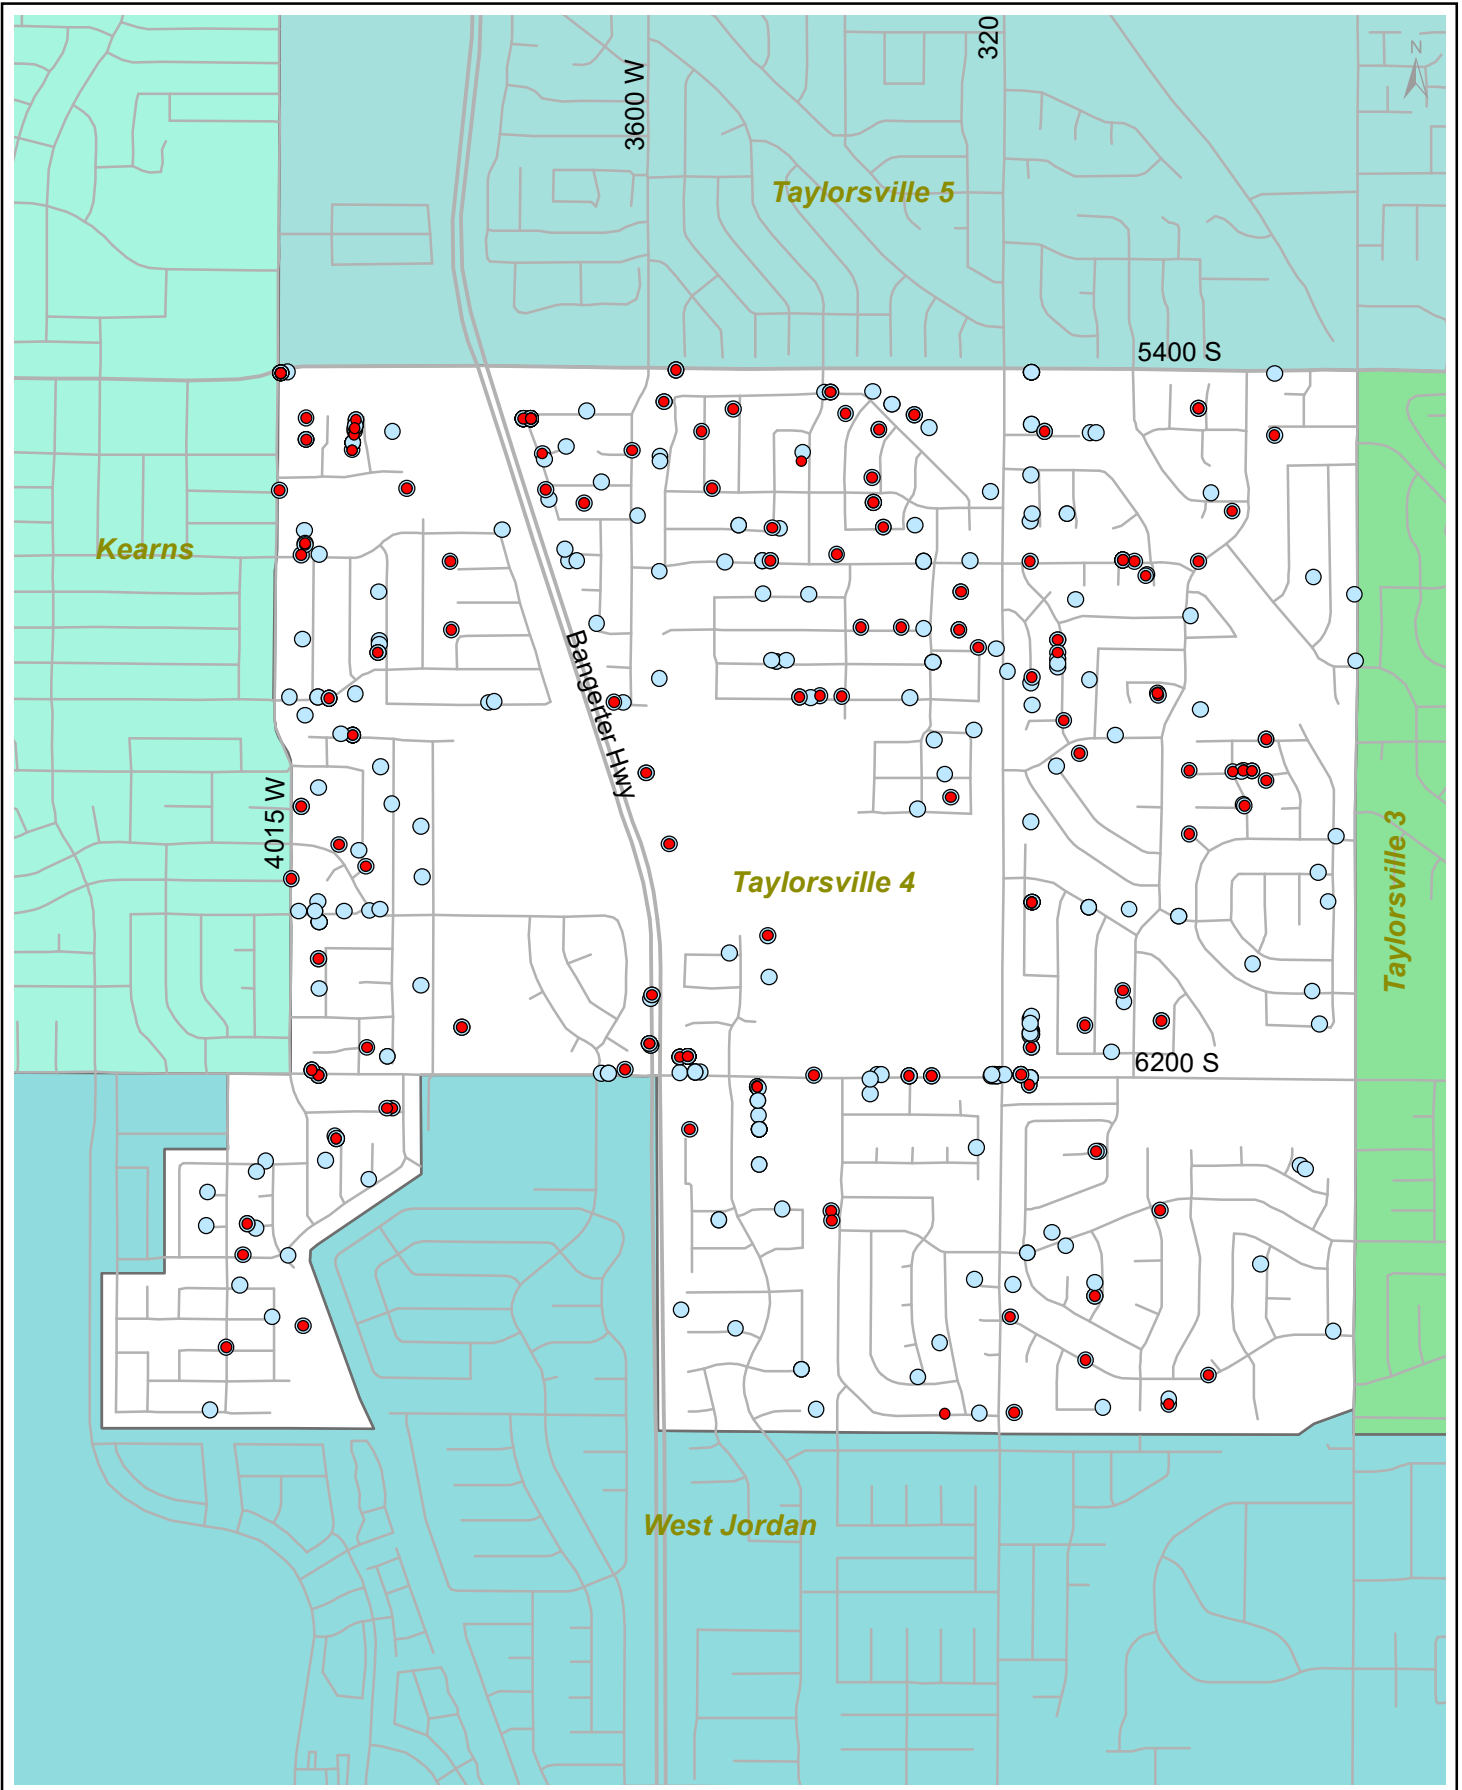 320
N
3600 W
Taylorsville 5
5400 S
Kearns
Bangerter Hwy
4015 W
Taylorsville 4
Taylorsville 3
6200 S
West Jordan